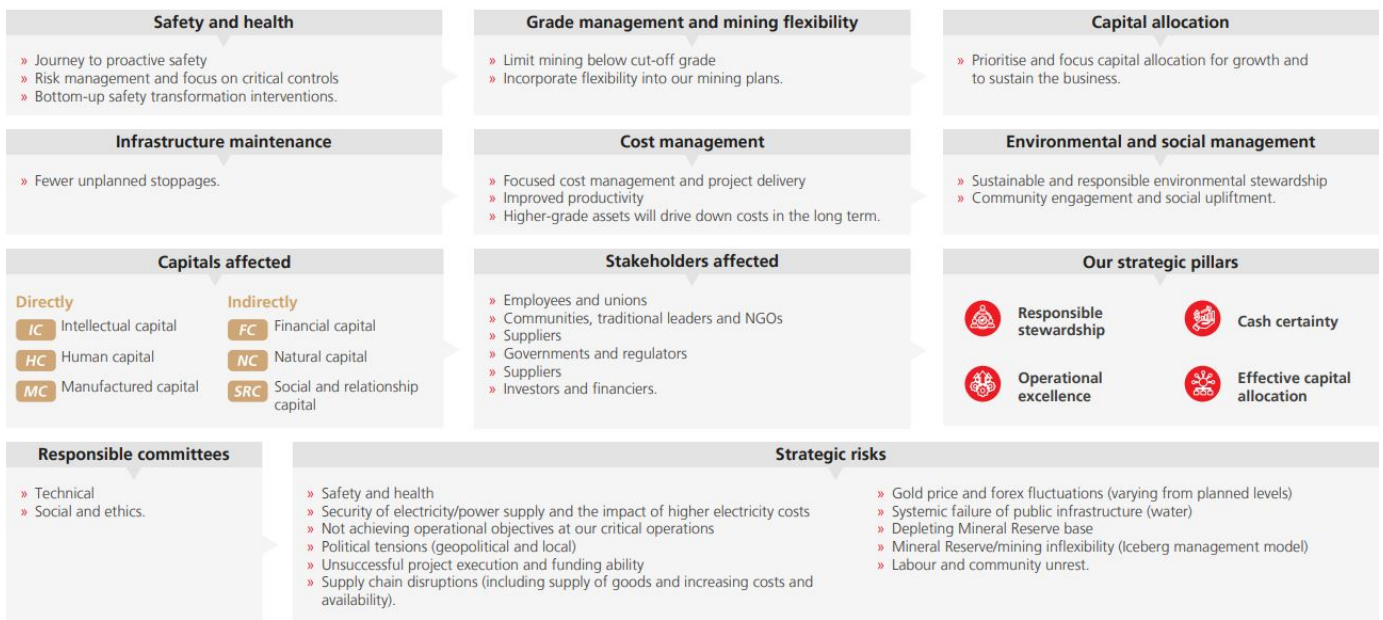 Safety and health
» Journey to proactive safety
» Risk management and focus on critical controls
» Bottom-up safety transformation interventions.
Grade management and mining flexibility
» Limit mining below cut-off grade
» Incorporate flexibility into our mining plans.
Capital allocation
» Prioritise and focus capital allocation for growth and
to sustain the business.
Infrastructure maintenance
» Fewer unplanned stoppages.
Cost management
» Focused cost management and project delivery
» Improved productivity
» Higher-grade assets will drive down costs in the long term.
Environmental and social management
» Sustainable and responsible environmental stewardship
» Community engagement and social upliftment.
Capitals affected
Directly
IC Intellectual capital
HC Human capital
MC Manufactured capital
Indirectly
FC Financial capital
NC Natural capital
SRC Social and relationship
capital
Stakeholders affected
» Employees and unions
» Communities, traditional leaders and NGOs
» Suppliers
» Governments and regulators
» Suppliers
» Investors and financiers.
Our strategic pillars
Responsible
stewardship
Cash certainty
Operational
excellence
Effective capital
allocation
Responsible committees
» Technical
» Social and ethics.
Strategic risks
» Safety and health
» Security of electricity/power supply and the impact of higher electricity costs
» Not achieving operational objectives at our critical operations
» Political tensions (geopolitical and local)
» Unsuccessful project execution and funding ability
» Supply chain disruptions (including supply of goods and increasing costs and
availability).
» Gold price and forex fluctuations (varying from planned levels)
» Systemic failure of public infrastructure (water)
» Depleting Mineral Reserve base
» Mineral Reserve/mining inflexibility (Iceberg management model)
» Labour and community unrest.